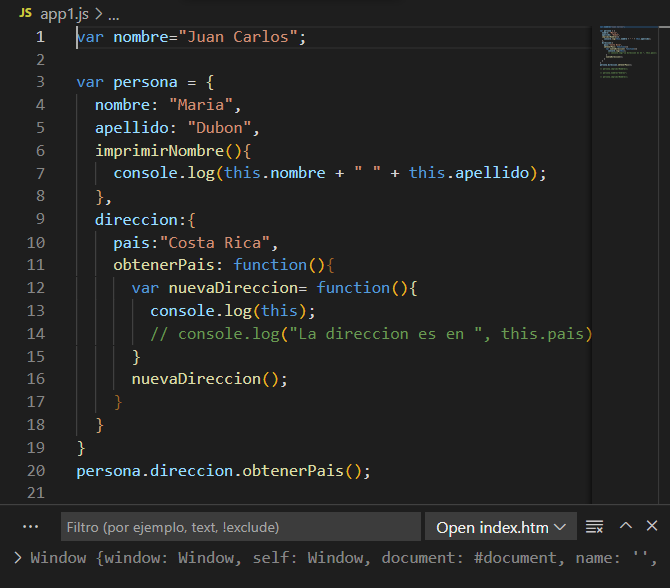 JS app1.js > ...
1 var nombre="Juan Carlos";
2
3 var persona = {
4 nombre: "Maria",
5 apellido: "Dubon",
6 imprimirNombre(){
7 console.log(this.nombre + " " + this.apellido);
8 },
9 direccion:{
10 pais:"Costa Rica",
11 obtenerPais: function(){
12 var nuevaDireccion= function(){
13 console.log(this);
14 // console.log("La direccion es en ", this.pais)
15 }
16 nuevaDireccion();
17 }
18 }
19 }
20 persona.direccion.obtenerPais();
21
... Filtro (por ejemplo, text, !exclude) Open index.htm
> Window {window: Window, self: Window, document: #document, name: '',